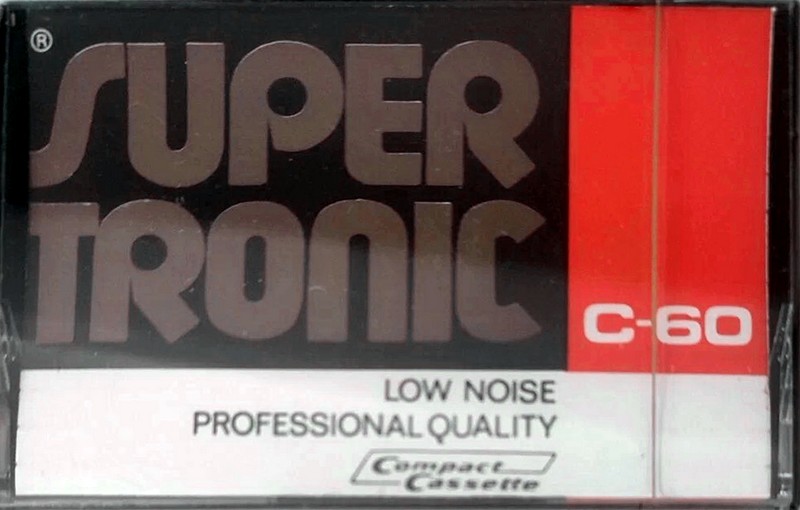 ®
SUPER
TRONIC
C-60
LOW NOISE
PROFESSIONAL QUALITY
Compact
Cassette